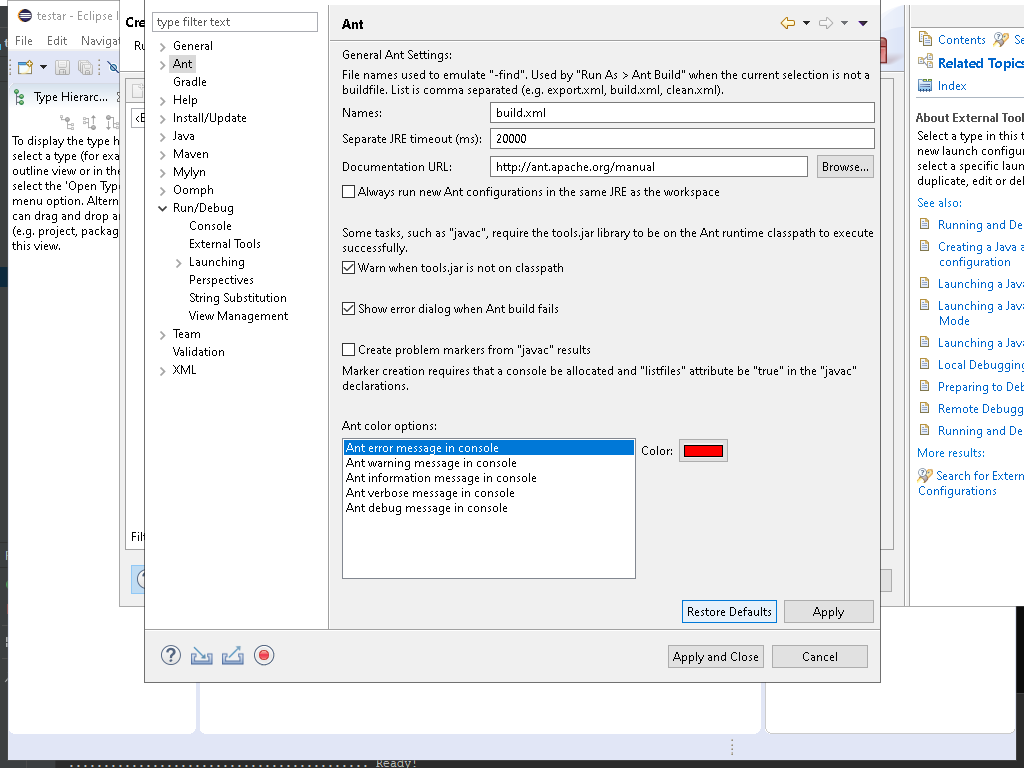 testar - Eclipse I
File Edit Naviga
Type Hierarc...
To display the type h
select a type (for exa
outline view or in the
select the 'Open Typ
menu option. Altern
can drag and drop a
(e.g. project, packag
this view.
Cre
type filter text
General
Ant
Gradle
Help
Install/Update
Java
Maven
Mylyn
Oomph
Run/Debug
Console
External Tools
Launching
Perspectives
String Substitution
View Management
Team
Validation
XML
Filt
Ant
General Ant Settings:
File names used to emulate "-find". Used by "Run As > Ant Build" when the current selection is not a
buildfile. List is comma separated (e.g. export.xml, build.xml, clean.xml).
Names: build.xml
Separate JRE timeout (ms): 20000
Documentation URL: http://ant.apache.org/manual Browse...
Always run new Ant configurations in the same JRE as the workspace
Some tasks, such as "javac", require the tools.jar library to be on the Ant runtime classpath to execute
successfully.
Warn when tools.jar is not on classpath
Show error dialog when Ant build fails
Create problem markers from "javac" results
Marker creation requires that a console be allocated and "listfiles" attribute be "true" in the "javac"
declarations.
Ant color options:
Ant error message in console
Ant warning message in console
Ant information message in console
Ant verbose message in console
Ant debug message in console
Color:
Restore Defaults Apply
Apply and Close Cancel
Contents Se
Related Topics
Index
About External Tool
Select a type in this t
new launch configur
select a specific laun
duplicate, edit or del
See also:
Running and De
Creating a Java a
configuration
Launching a Java
Launching a Java
Mode
Launching a Java
Local Debugging
Preparing to Deb
Remote Debugg
Running and De
More results:
Search for Extern
Configurations
Ready!